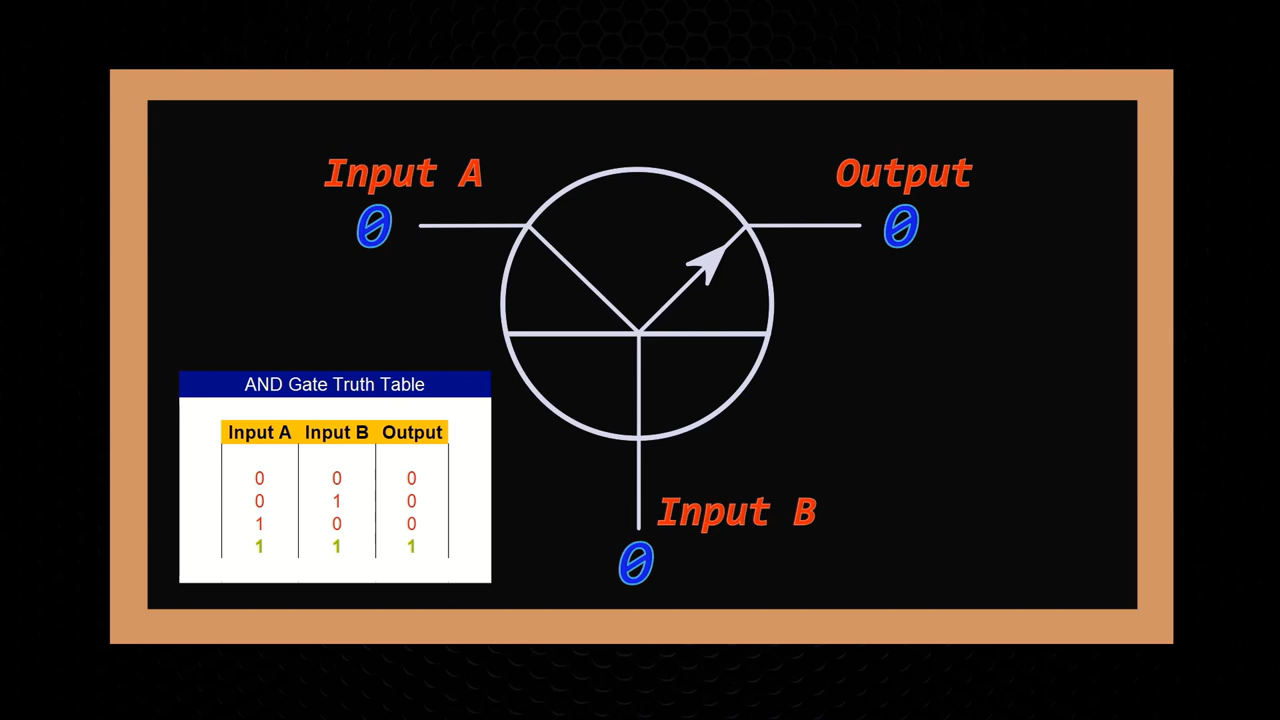 Input A
0
Output
0
AND Gate Truth Table
Input A Input B Output
0 0 0
0 1 0
1 0 0
1 1 1
Input B
0